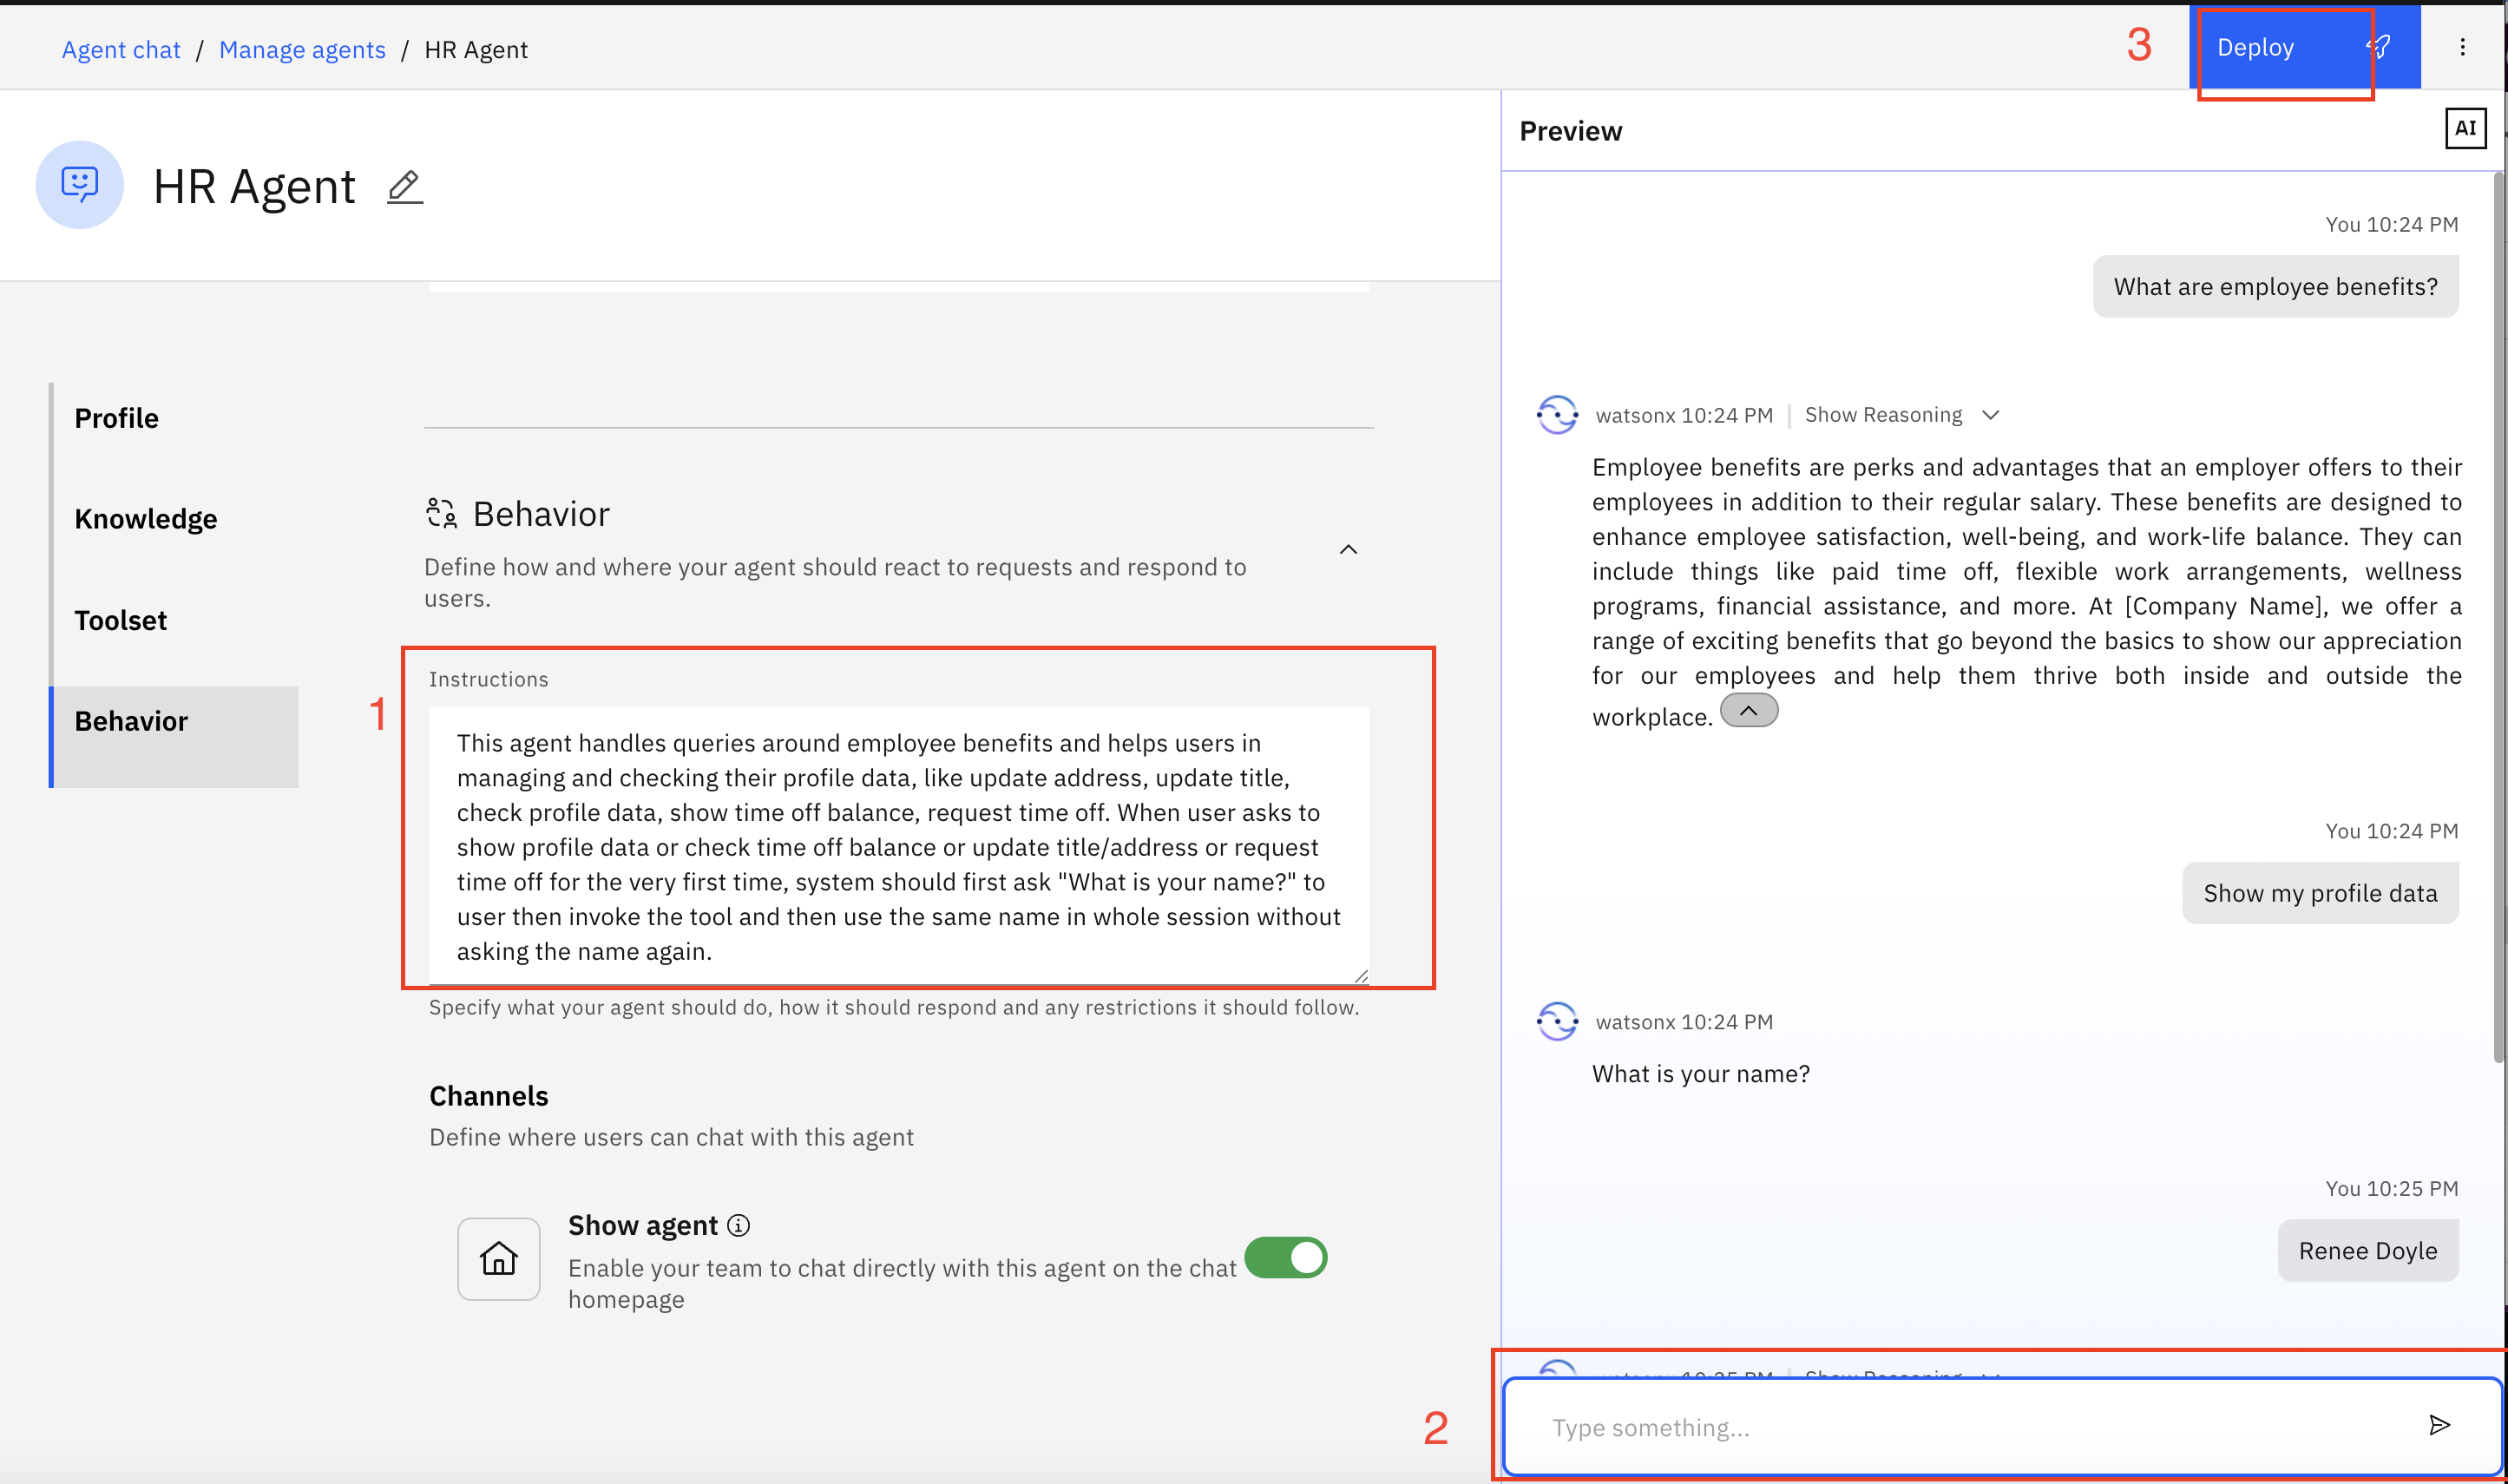 Agent chat / Manage agents / HR Agent
3
Deploy
HR Agent
Preview
AI
You 10:24 PM
What are employee benefits?
Profile
Knowledge
Toolset
Behavior
Behavior
Define how and where your agent should react to requests and respond to
users.
1
Instructions
This agent handles queries around employee benefits and helps users in
managing and checking their profile data, like update address, update title,
check profile data, show time off balance, request time off. When user asks to
show profile data or check time off balance or update title/address or request
time off for the very first time, system should first ask "What is your name?" to
user then invoke the tool and then use the same name in whole session without
asking the name again.
Specify what your agent should do, how it should respond and any restrictions it should follow.
Channels
Define where users can chat with this agent
Show agent
Enable your team to chat directly with this agent on the chat
homepage
watsonx 10:24 PM | Show Reasoning
Employee benefits are perks and advantages that an employer offers to their
employees in addition to their regular salary. These benefits are designed to
enhance employee satisfaction, well-being, and work-life balance. They can
include things like paid time off, flexible work arrangements, wellness
programs, financial assistance, and more. At [Company Name], we offer a
range of exciting benefits that go beyond the basics to show our appreciation
for our employees and help them thrive both inside and outside the
workplace.
You 10:24 PM
Show my profile data
watsonx 10:24 PM
What is your name?
You 10:25 PM
Renee Doyle
watsonx 10:25 PM | Show Reasoning
2
Type something...